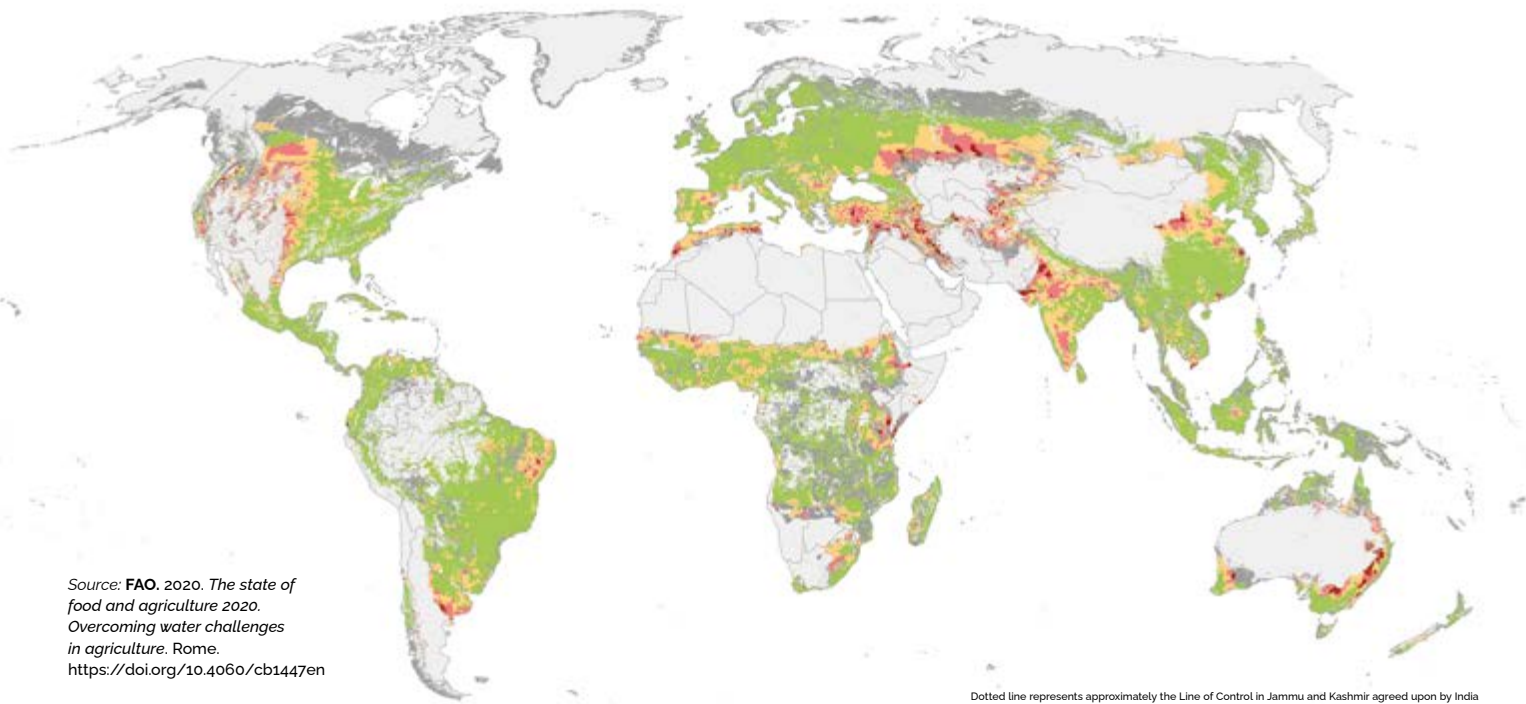 Source: FAO. 2020. The state of
food and agriculture 2020.
Overcoming water challenges
in agriculture. Rome.
https://doi.org/10.4060/cb1447en
Dotted line represents approximately the Line of Control in Jammu and Kashmir agreed upon by India